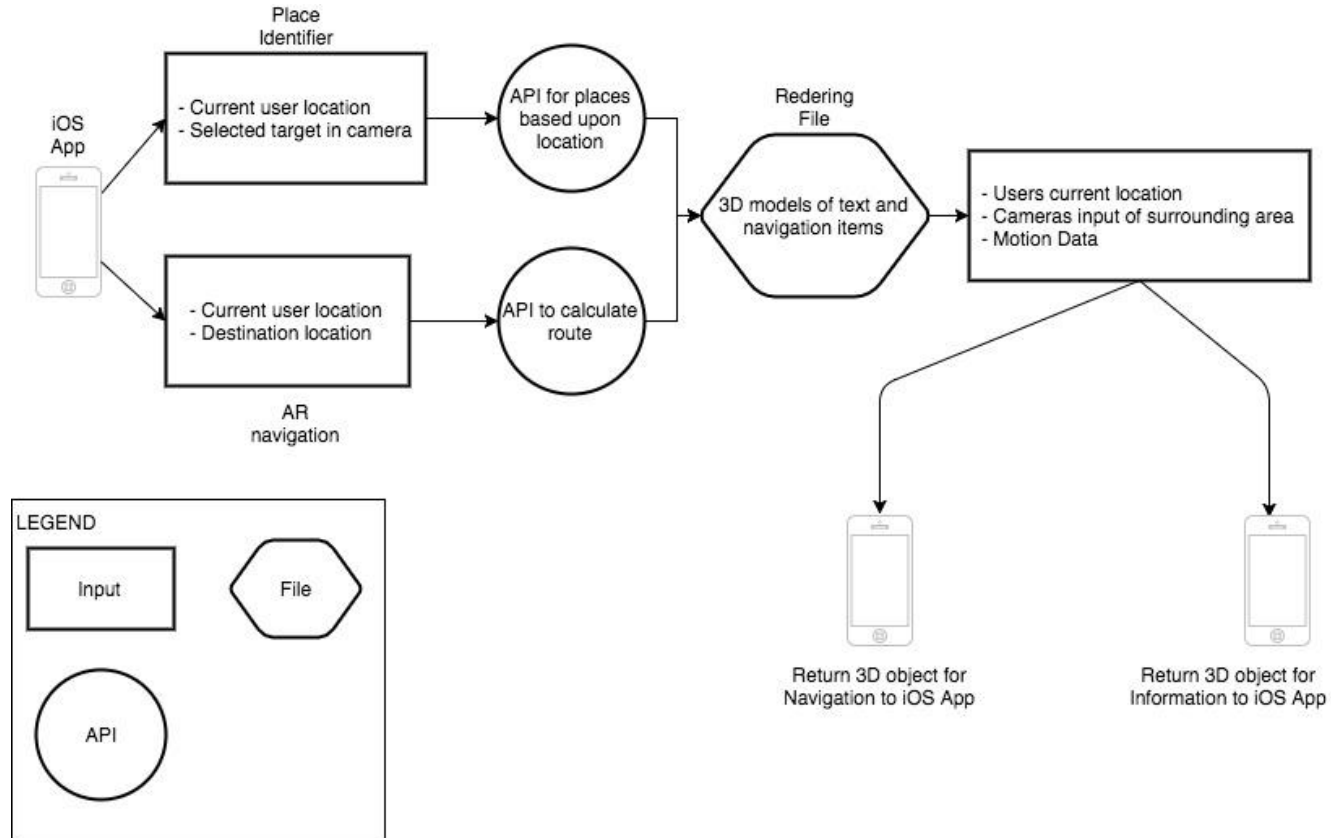 Place
Identifier
- Current user location
- Selected target in camera
API for places
based upon
location
Redering
File
iOS
App
3D models of text and
navigation items
- Users current location
- Cameras input of surrounding area
- Motion Data
- Current user location
- Destination location
API to calculate
route
AR
navigation
LEGEND
Input
File
API
Return 3D object for
Navigation to iOS App
Return 3D object for
Information to iOS App